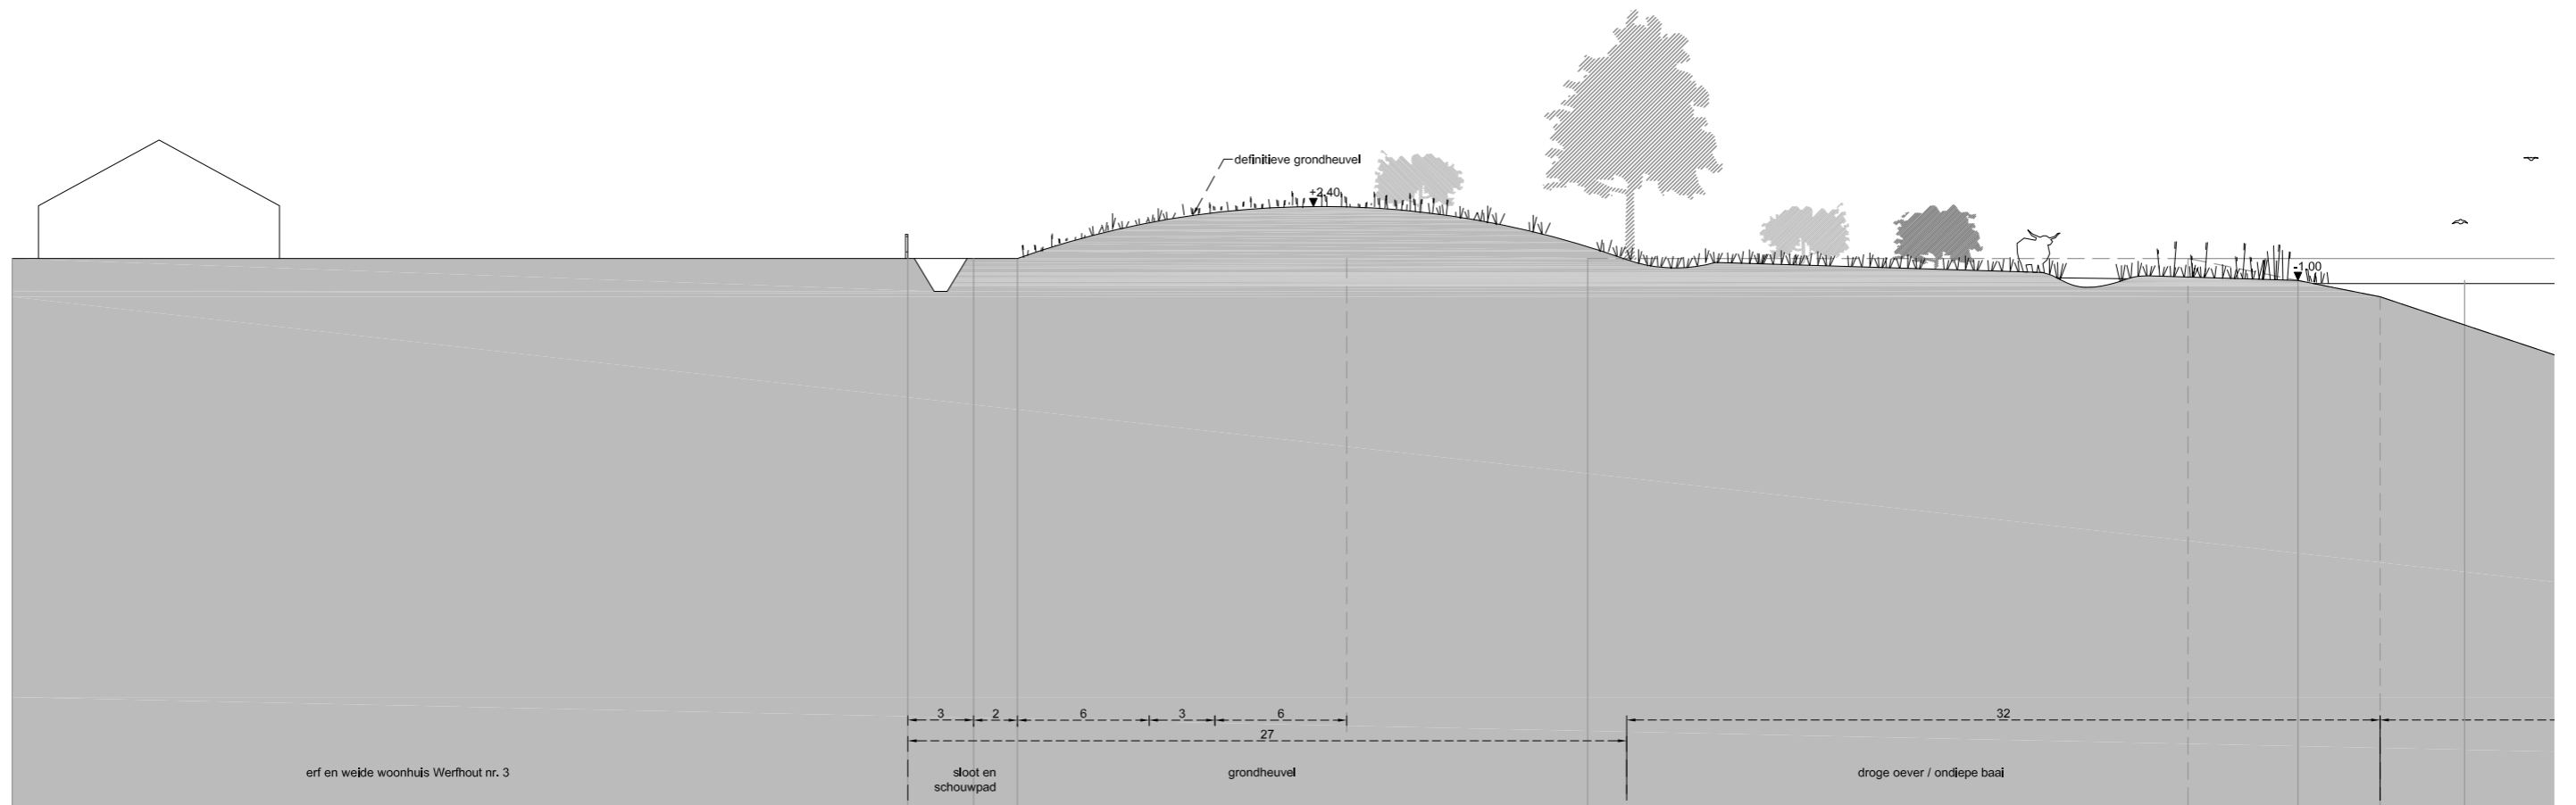 definitieve grondheuvel
+2.40
-1.00
3
2
6
3
6
32
27
erf en weide woonhuis Werfhout nr. 3
sloot en
schouwpad
grondheuvel
droge oever / ondiepe baai